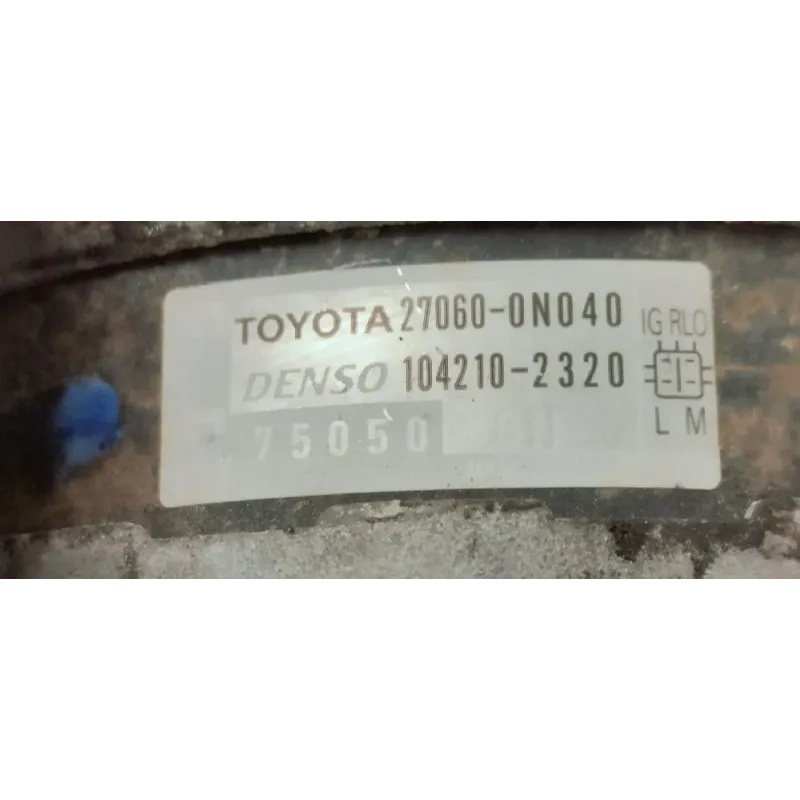 TOYOTA 27060-0N040 IG RLO
DENSO 104210-2320
L M
75050